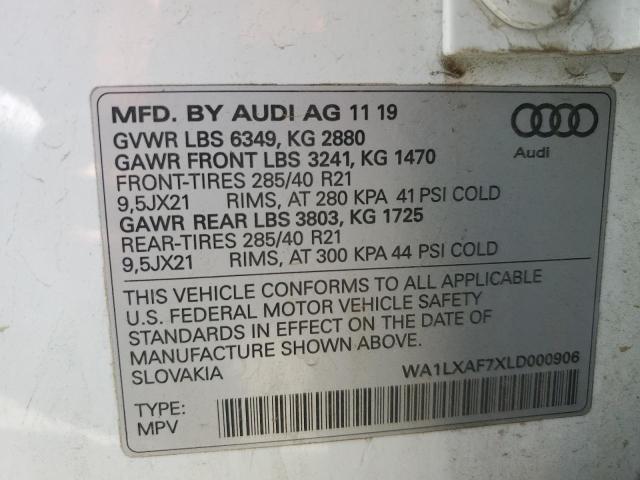 MFD. BY AUDI AG 11 19
GVWR LBS 6349, KG 2880
GAWR FRONT LBS 3241, KG 1470
FRONT-TIRES 285/40 R21
9,5JX21 RIMS, AT 280 KPA 41 PSI COLD
GAWR REAR LBS 3803, KG 1725
REAR-TIRES 285/40 R21
9,5JX21 RIMS, AT 300 KPA 44 PSI COLD
Audi
THIS VEHICLE CONFORMS TO ALL APPLICABLE
U.S. FEDERAL MOTOR VEHICLE SAFETY
STANDARDS IN EFFECT ON THE DATE OF
MANUFACTURE SHOWN ABOVE.
SLOVAKIA
WA1LXAF7XLD000906
TYPE:
MPV